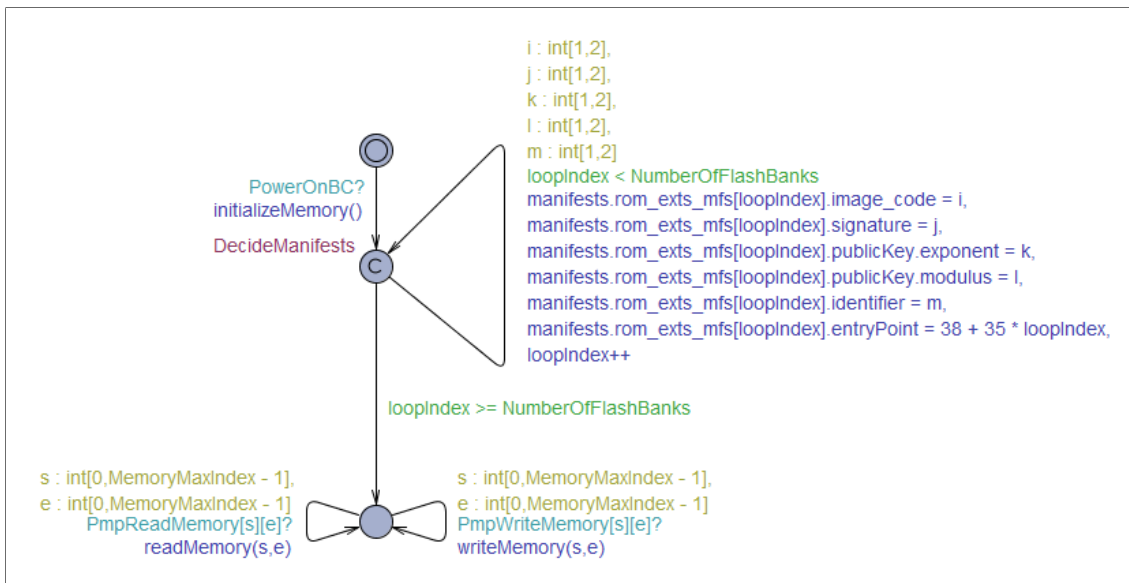 i : int[1,2],
j : int[1,2],
k : int[1,2],
l : int[1,2],
m : int[1,2]
loopIndex < NumberOfFlashBanks
manifests.rom_exts_mfs[loopIndex].image_code = i,
manifests.rom_exts_mfs[loopIndex].signature = j,
manifests.rom_exts_mfs[loopIndex].publicKey.exponent = k,
manifests.rom_exts_mfs[loopIndex].publicKey.modulus = l,
manifests.rom_exts_mfs[loopIndex].identifier = m,
manifests.rom_exts_mfs[loopIndex].entryPoint = 38 + 35 * loopIndex,
loopIndex++
PowerOnBC?
initializeMemory()
DecideManifests
C
loopIndex >= NumberOfFlashBanks
s : int[0,MemoryMaxIndex - 1],
e : int[0,MemoryMaxIndex - 1]
PmpReadMemory[s][e]?
readMemory(s,e)
s : int[0,MemoryMaxIndex - 1],
e : int[0,MemoryMaxIndex - 1]
PmpWriteMemory[s][e]?
writeMemory(s,e)